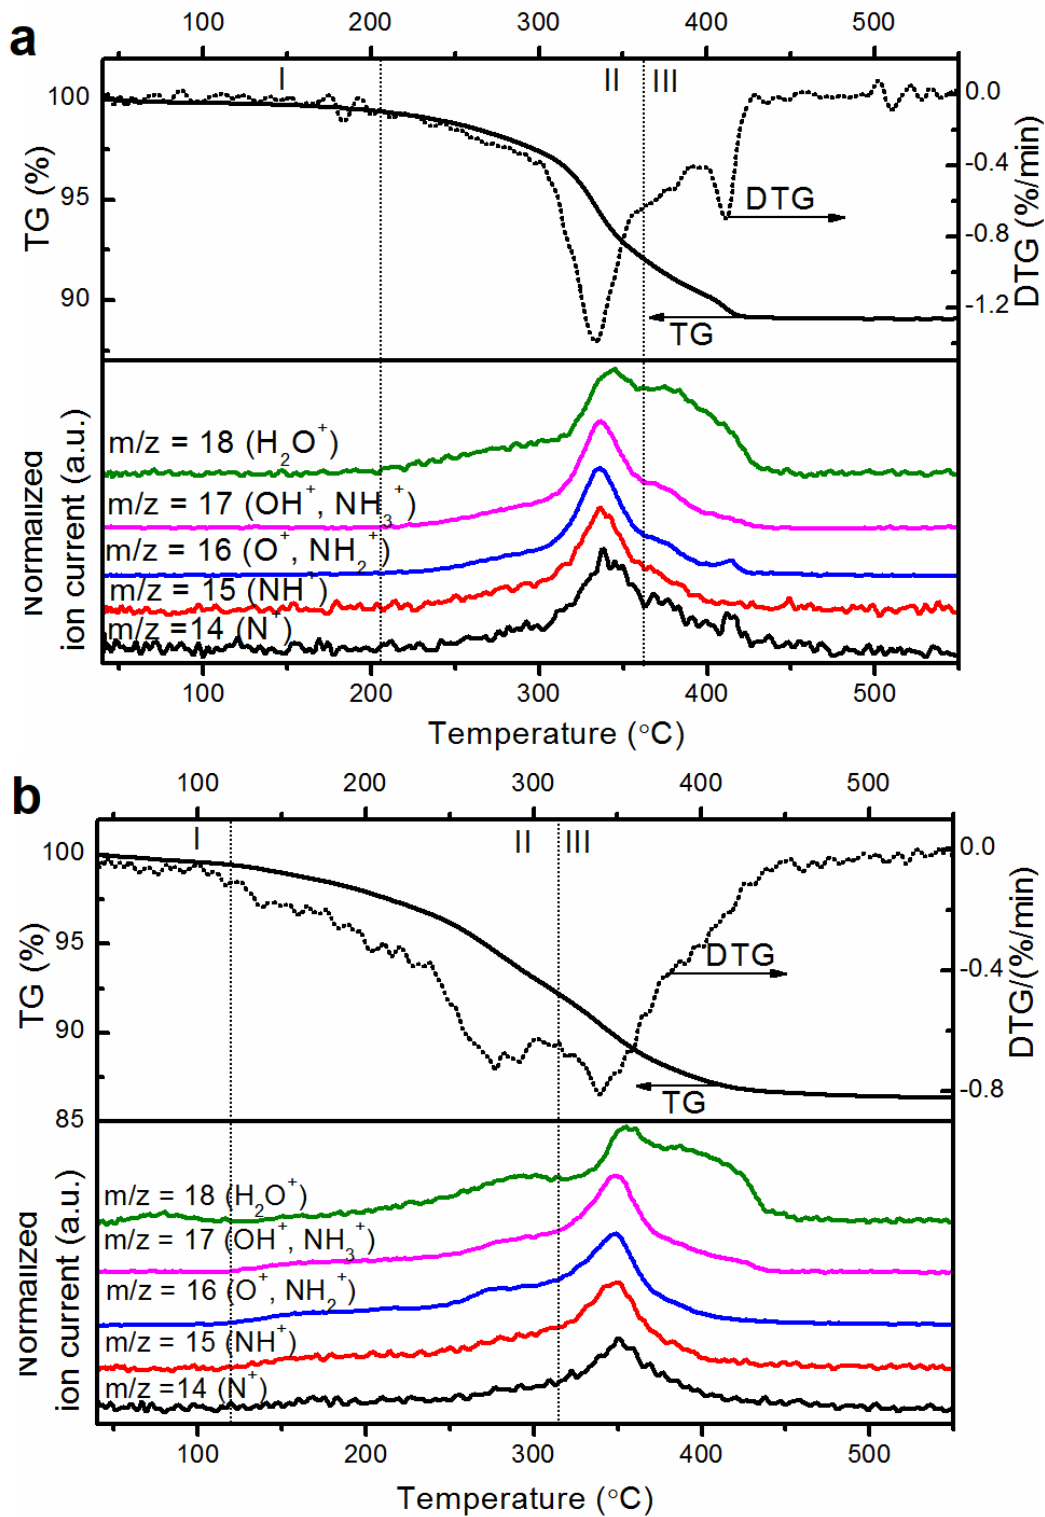 a
100 200 300 400 500
I II III
100
95
90
TG (%)
0.0
-0.4
-0.8
-1.2
DTG (%/min)
DTG
TG
m/z = 18 (H2O+)
m/z = 17 (OH+, NH3+)
m/z = 16 (O+, NH2+)
m/z = 15 (NH+)
m/z =14 (N+)
Normalized
ion current (a.u.)
100 200 300 400 500
Temperature (°C)
b
100 200 300 400 500
I II III
100
95
90
85
TG (%)
0.0
-0.4
-0.8
DTG/(%/min)
DTG
TG
m/z = 18 (H2O+)
m/z = 17 (OH+, NH3+)
m/z = 16 (O+, NH2+)
m/z = 15 (NH+)
m/z =14 (N+)
Normalized
ion current (a.u.)
100 200 300 400 500
Temperature (°C)